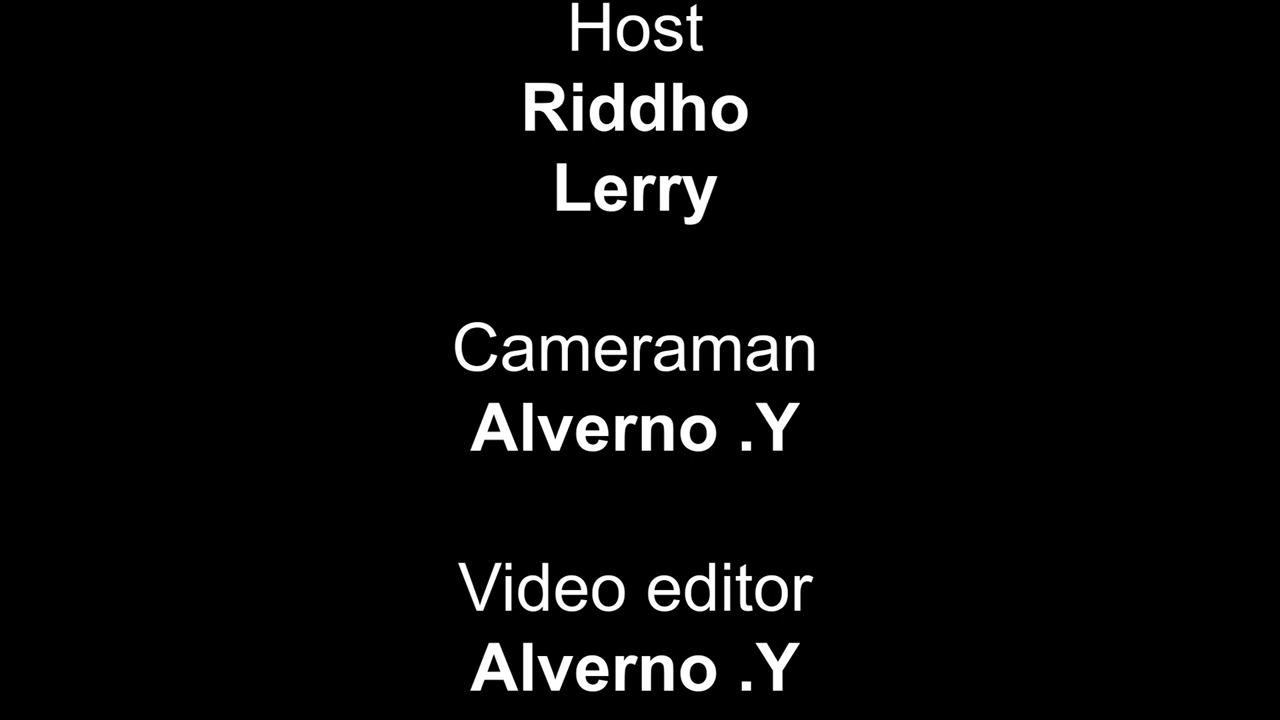 Host
Riddho
Lerry
Cameraman
Alverno .Y
Video editor
Alverno .Y